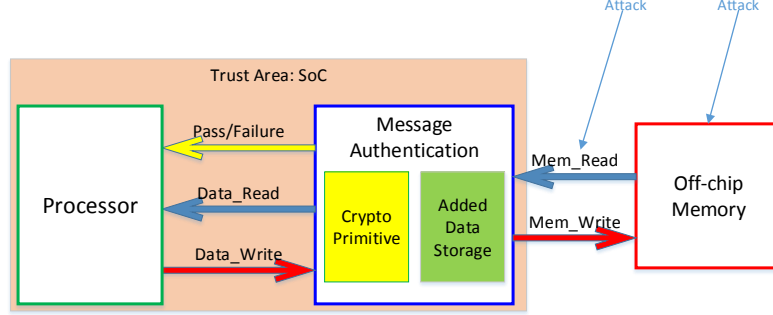 Attack
Attack
Trust Area: SoC
Processor
Pass/Failure
Data_Read
Data_Write
Message
Authentication
Crypto
Primitive
Added
Data
Storage
Mem_Read
Mem_Write
Off-chip
Memory